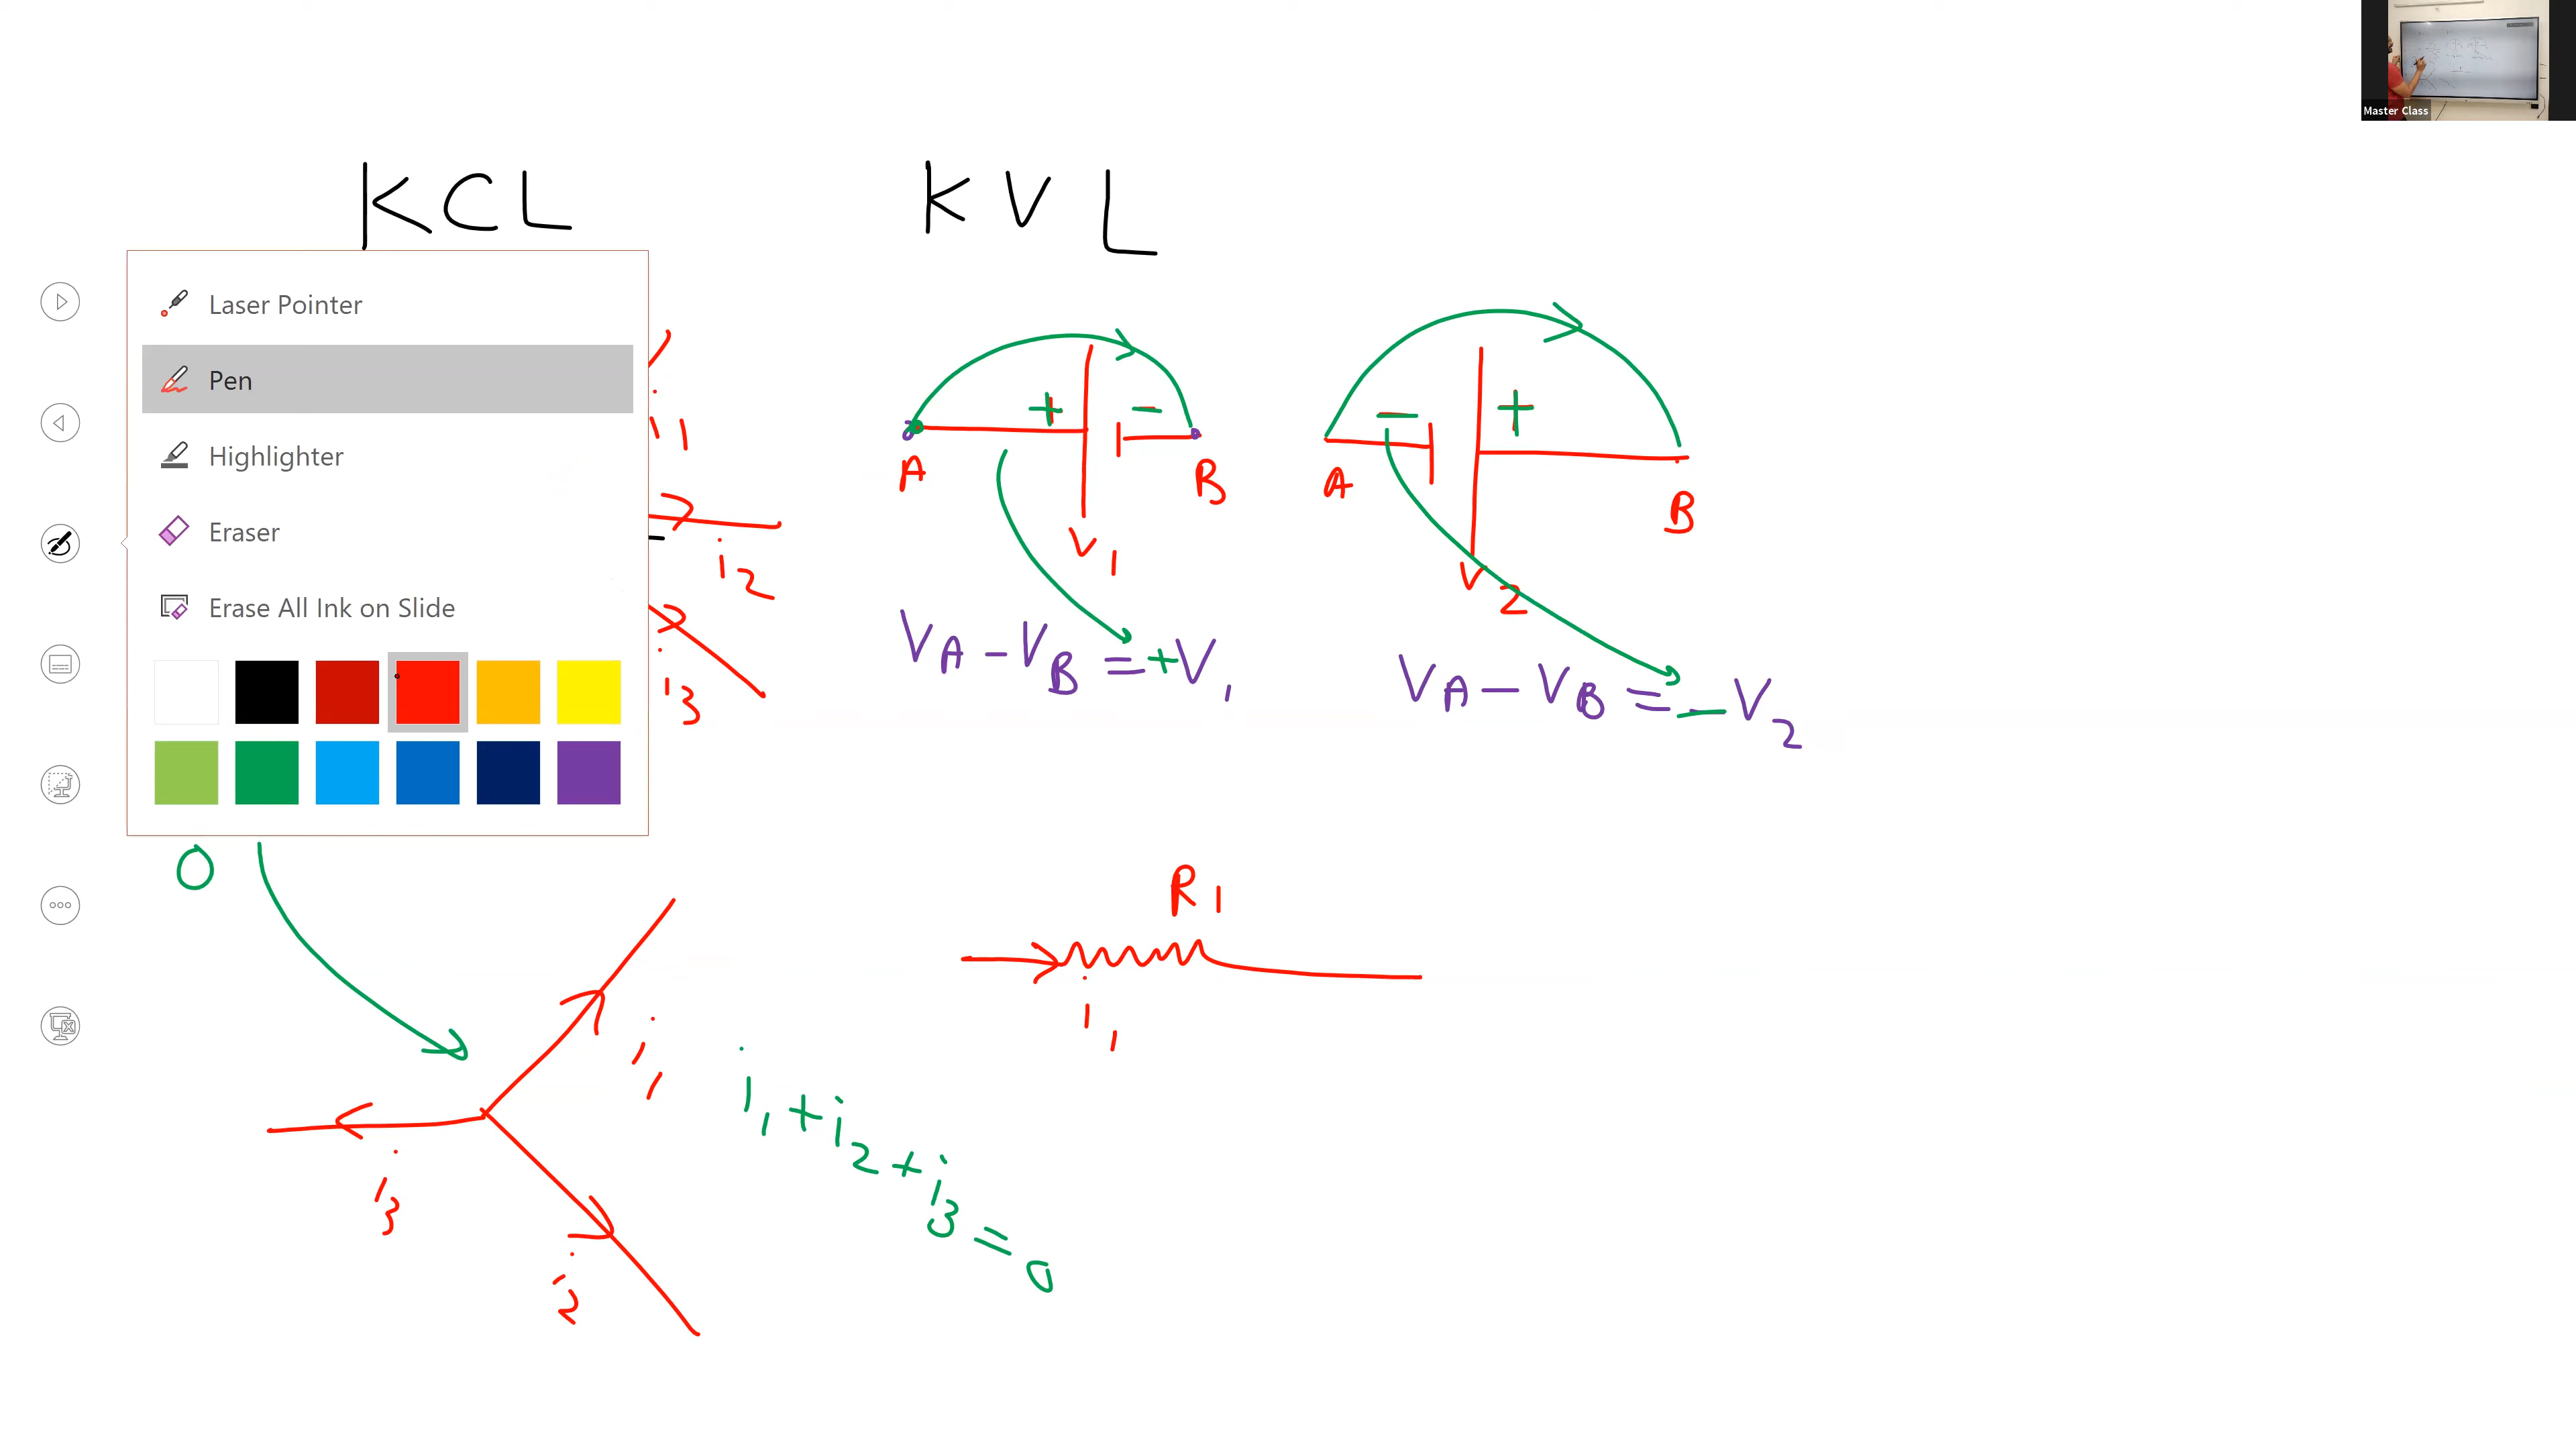 Master Class
KCL
KVL
Laser Pointer
Pen
Highlighter
Eraser
Erase All Ink on Slide
i1
i2
i3
+ -
A B
V1
VA - VB = +V1
- +
A B
V2
VA - VB = -V2
0
R1
i1
i1
i3
i2
i1 + i2 + i3 = 0